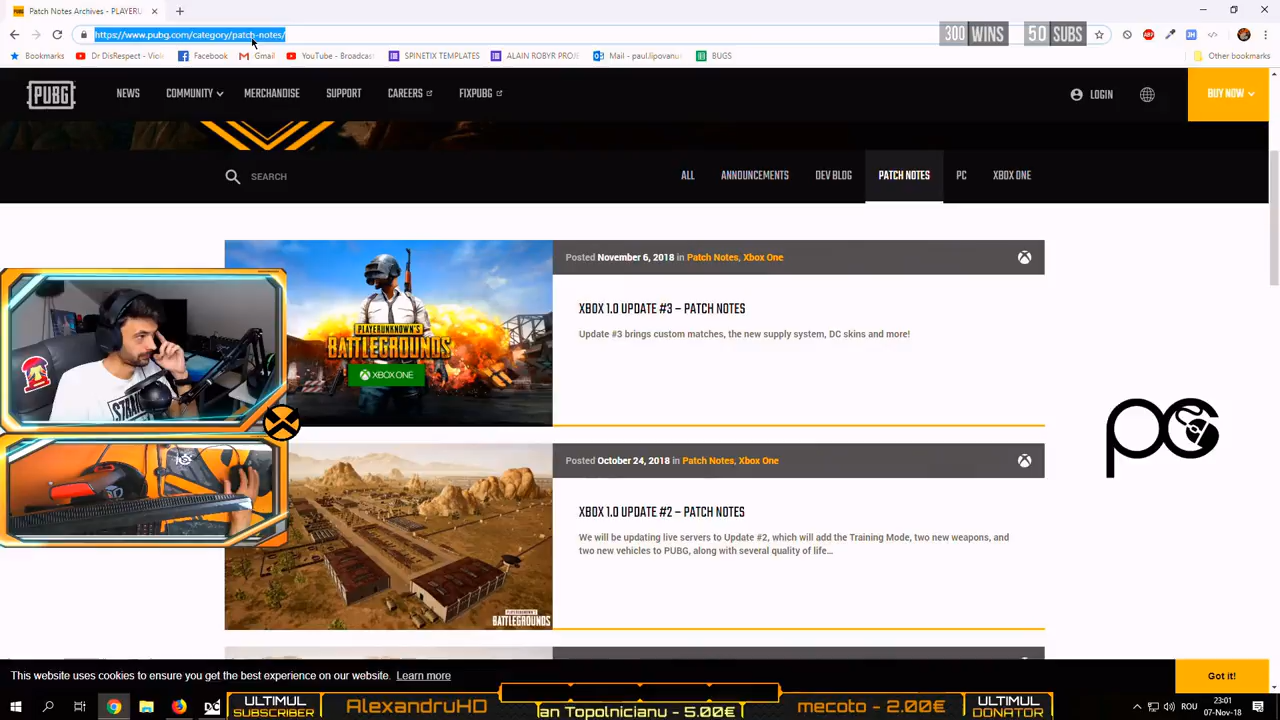 Patch Notes Archives - PLAYERU
https://www.pubg.com/category/patch-notes/
300 WINS
50 SUBS
Bookmarks
Dr DisRespect - Violen
Facebook
Gmail
YouTube - Broadcas
SPINETIX TEMPLATES
ALAIN ROBYR PROJE
Mail - paul.lipovanu
BUGS
Other bookmarks
PUBG
NEWS
COMMUNITY
MERCHANDISE
SUPPORT
CAREERS
FIXPUBG
LOGIN
BUY NOW
SEARCH
ALL
ANNOUNCEMENTS
DEV BLOG
PATCH NOTES
PC
XBOX ONE
Posted November 6, 2018 in Patch Notes, Xbox One
XBOX 1.0 UPDATE #3 – PATCH NOTES
Update #3 brings custom matches, the new supply system, DC skins and more!
PLAYERUNKNOWN'S
BATTLEGROUNDS
XBOX ONE
Posted October 24, 2018 in Patch Notes, Xbox One
XBOX 1.0 UPDATE #2 – PATCH NOTES
We will be updating live servers to Update #2, which will add the Training Mode, two new weapons, and
two new vehicles to PUBG, along with several quality of life...
PLAYERUNKNOWN'S
BATTLEGROUNDS
This website uses cookies to ensure you get the best experience on our website. Learn more
Got it!
ULTIMUL
SUBSCRIBER
AlexandruHD
an Topolnicianu - 5.00€
mecoto - 2.00€
ULTIMUL
DONATOR
ROU
23:01
07-Nov-18